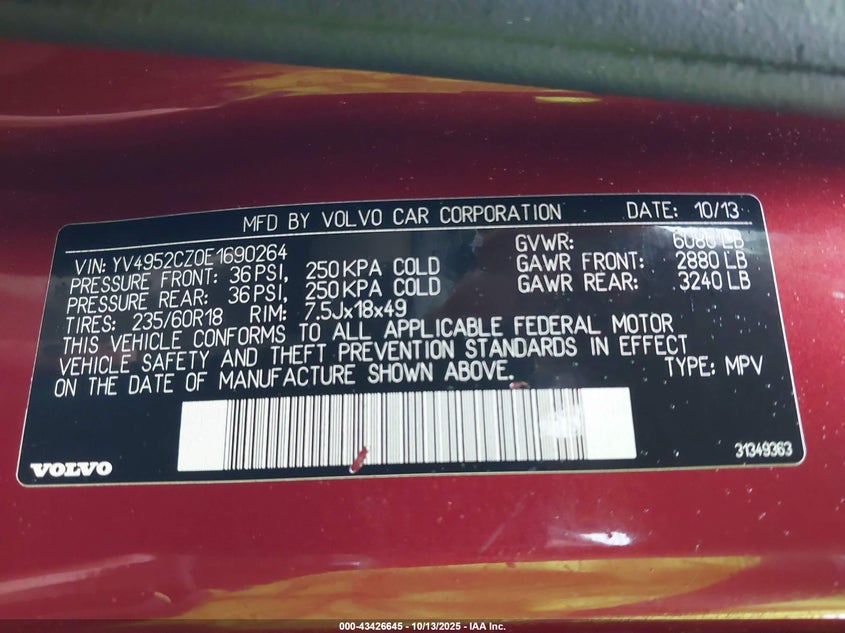 MFD BY VOLVO CAR CORPORATION DATE: 10/13
VIN: YV4952CZ0E1690264 GVWR: 6080 LB
PRESSURE FRONT: 36 PSI, 250 KPA COLD GAWR FRONT: 2880 LB
PRESSURE REAR: 36 PSI, 250 KPA COLD GAWR REAR: 3240 LB
TIRES: 235/60R18 RIM: 7.5Jx18x49
THIS VEHICLE CONFORMS TO ALL APPLICABLE FEDERAL MOTOR
VEHICLE SAFETY AND THEFT PREVENTION STANDARDS IN EFFECT
ON THE DATE OF MANUFACTURE SHOWN ABOVE. TYPE: MPV
VOLVO 31349363
000-43426645 - 10/13/2025 - IAA Inc.